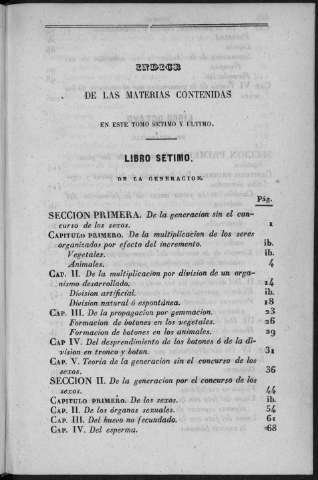 INDICE
DE LAS MATERIAS CONTENIDAS
EN ESTE TOMO SETIMO Y ULTIMO.
LIBRO SETIMO.
DE LA GENERACION.
Pág.
SECCION PRIMERA. De la generacion sin el con-
curso de los sexos. 1
CAPITULO PRIMERO. De la multiplicacion de los seres
organizados por efecto del incremento. ib.
Vegetales. ib.
Animales. 4
CAP. II. De la multiplicacion por division de un orga-
nismo desarrollado. 14
Division artificial. ib.
Division natural ó espontánea. 18
CAP. III. De la propagacion por gemmacion. 23
Formacion de botones en los vegetales. 26
Formacion de botones en los animales. 29
CAP IV. Del desprendimiento de los botones ó de la di-
vision en tronco y boton. 31
CAP. V. Teoría de la generacion sin el concurso de los
sexos. 36
SECCION II. De la generacion por el concurso de los
sexos. 44
CAPITULO PRIMERO. De los sexos. ib.
CAP. II. De los órganos sexuales. 54
CAP. III. Del huevo no fecundado. 61
CAP. IV. Del esperma. 68